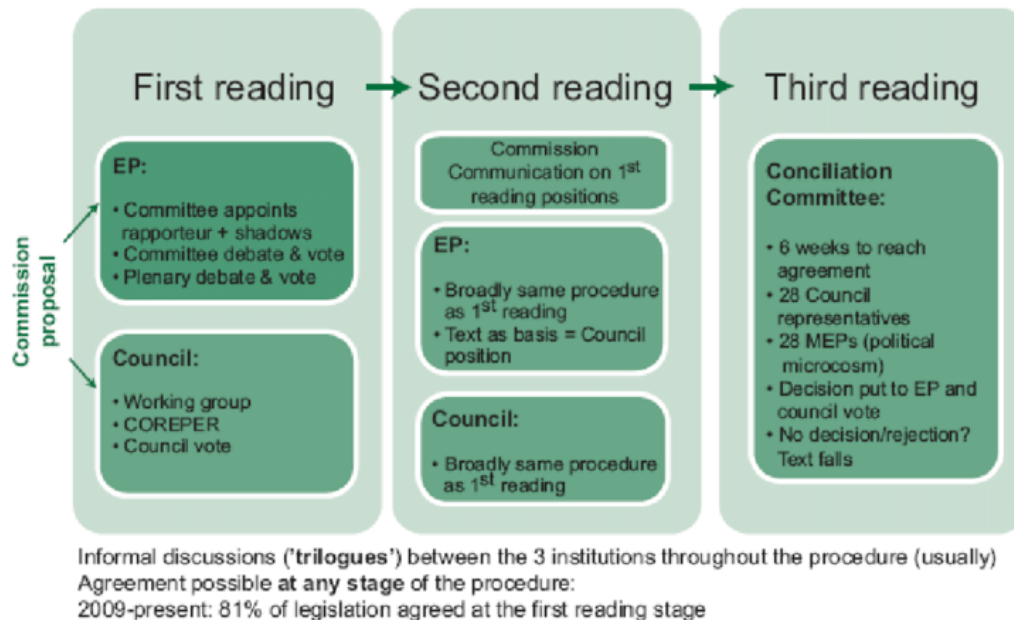 First reading
Second reading
Third reading
Commission
proposal
EP:
• Committee appoints
rapporteur + shadows
• Committee debate & vote
• Plenary debate & vote
Council:
• Working group
• COREPER
• Council vote
Commission
Communication on 1st
reading positions
EP:
• Broadly same procedure
as 1st reading
• Text as basis = Council
position
Council:
• Broadly same procedure
as 1st reading
Conciliation
Committee:
• 6 weeks to reach
agreement
• 28 Council
representatives
• 28 MEPs (political
microcosm)
• Decision put to EP and
council vote
• No decision/rejection?
Text falls
Informal discussions ('trilogues') between the 3 institutions throughout the procedure (usually)
Agreement possible at any stage of the procedure:
2009-present: 81% of legislation agreed at the first reading stage